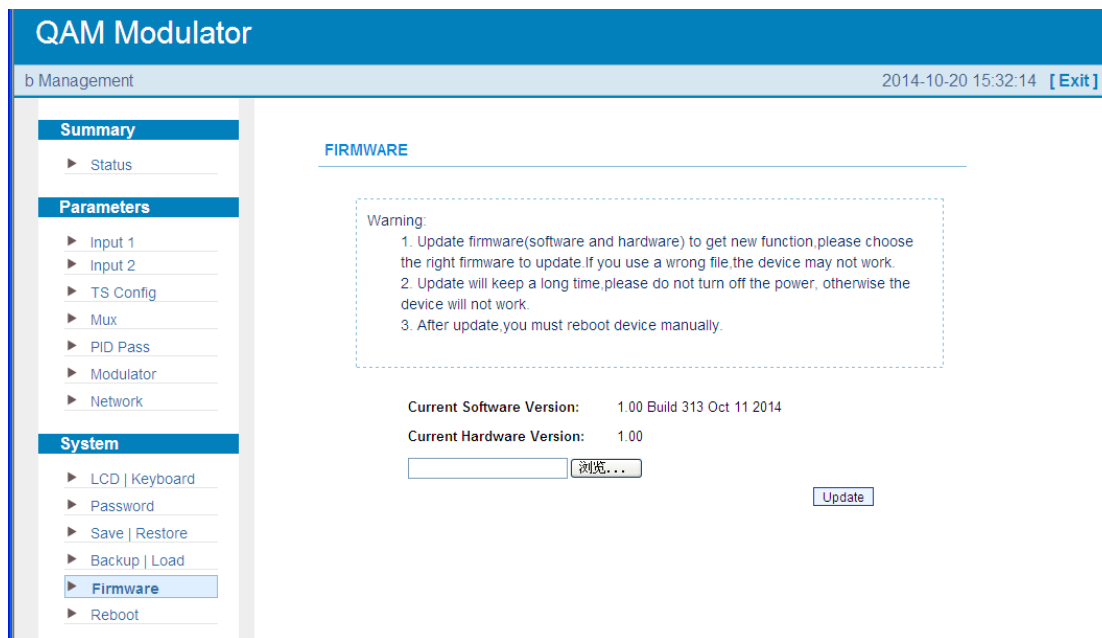 QAM Modulator
b Management
2014-10-20 15:32:14 [Exit]
Summary
Status
Parameters
Input 1
Input 2
TS Config
Mux
PID Pass
Modulator
Network
System
LCD | Keyboard
Password
Save | Restore
Backup | Load
Firmware
Reboot
FIRMWARE
Warning:
1. Update firmware(software and hardware) to get new function,please choose
the right firmware to update.If you use a wrong file,the device may not work.
2. Update will keep a long time,please do not turn off the power, otherwise the
device will not work.
3. After update,you must reboot device manually.
Current Software Version: 1.00 Build 313 Oct 11 2014
Current Hardware Version: 1.00
浏览...
Update